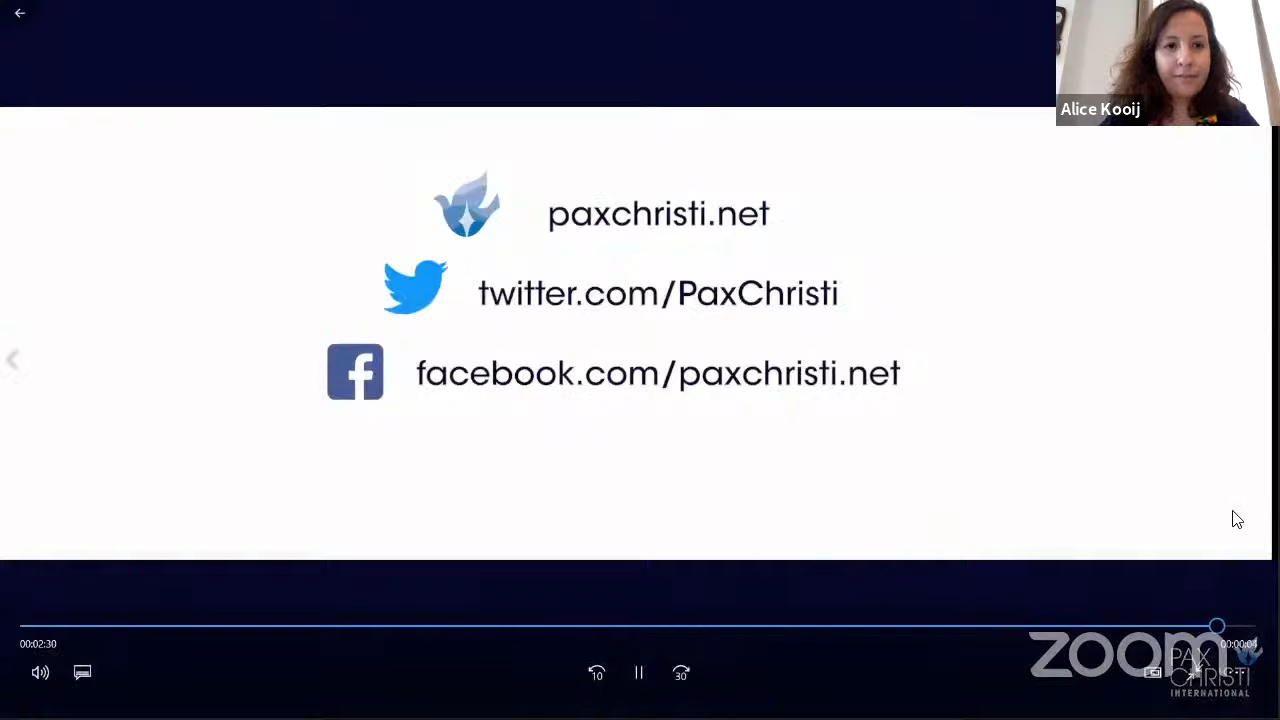 Alice Kooij
paxchristi.net
twitter.com/PaxChristi
facebook.com/paxchristi.net
00:02:30
00:00:04
10
30
zoom
PAX
CHRISTI
INTERNATIONAL